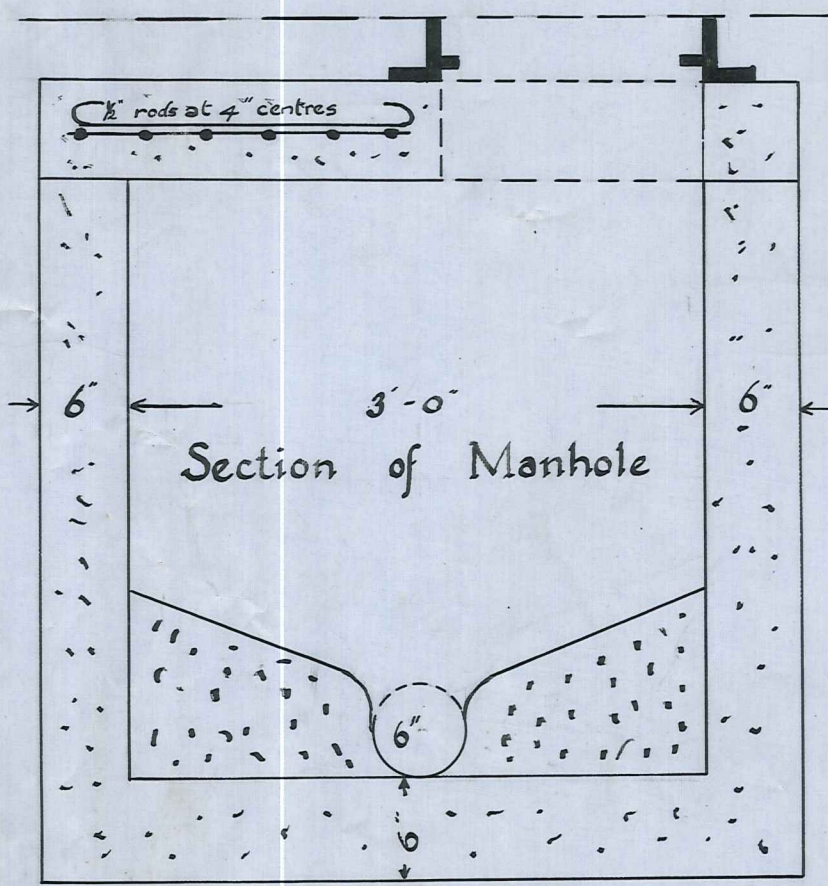 ½" rods at 4" centres
6" 3'-0" 6"
Section of Manhole
6"
6"